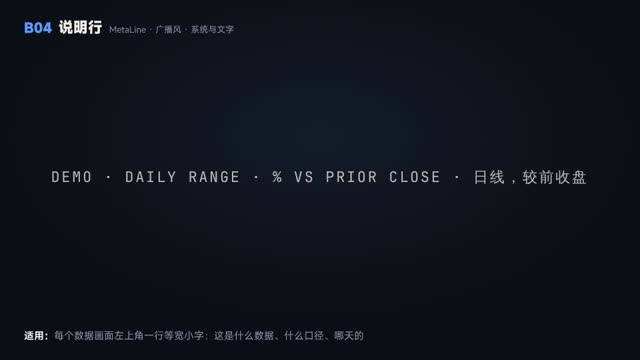 B04 说明行 MetaLine · 广播风 · 系统与文字
DEMO · DAILY RANGE · % VS PRIOR CLOSE · 日线，较前收盘
适用：每个数据画面左上角一行等宽小字：这是什么数据、什么口径、哪天的